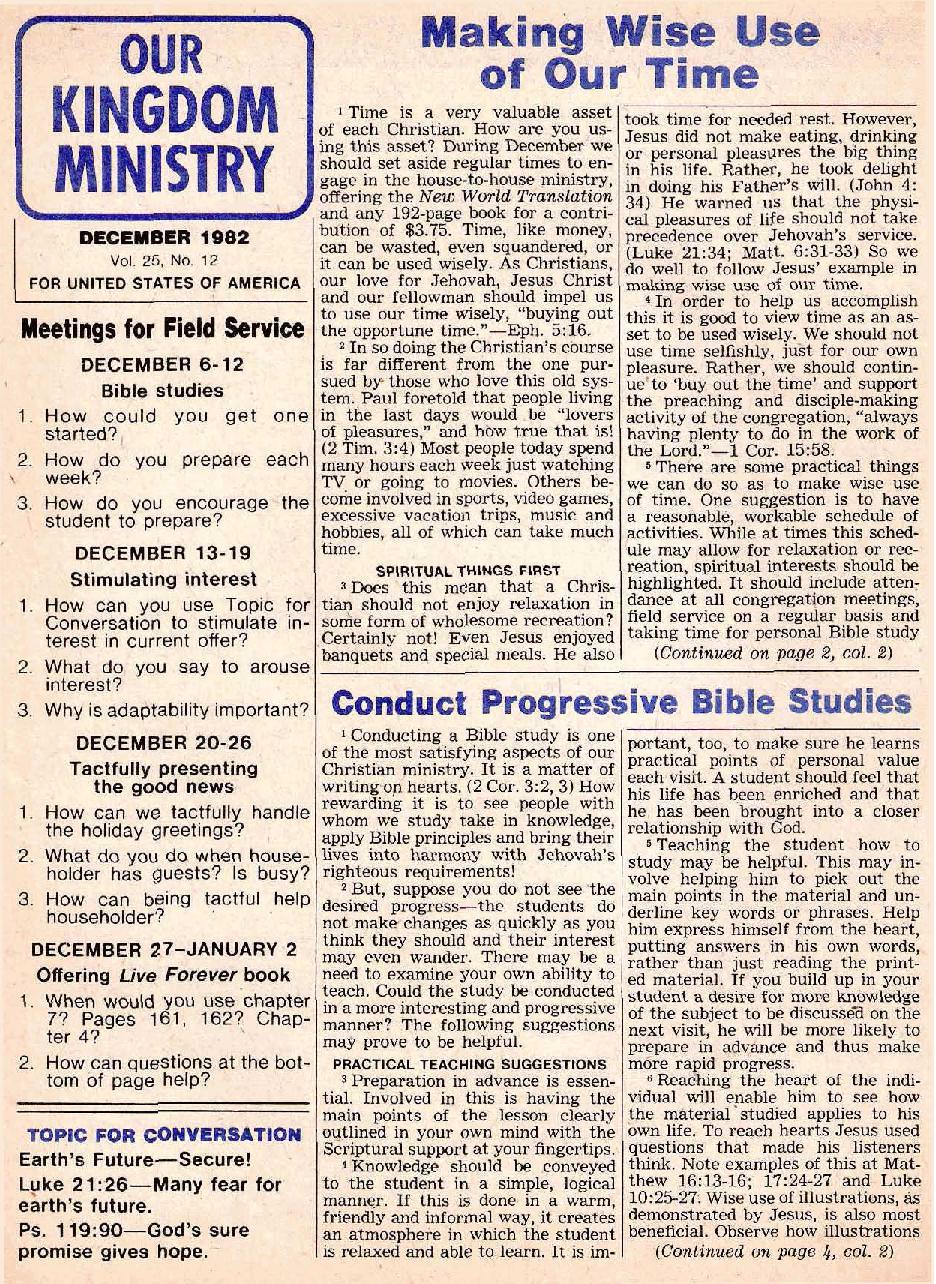 OUR
KINGDOM
MINISTRY
DECEMBER 1982
Vol. 25, No. 12
FOR UNITED STATES OF AMERICA
Meetings for Field Service
DECEMBER 6-12
Bible studies
1. How could you get one
started?
2. How do you prepare each
week?
3. How do you encourage the
student to prepare?
DECEMBER 13-19
Stimulating interest
1. How can you use Topic for
Conversation to stimulate in-
terest in current offer?
2. What do you say to arouse
interest?
3. Why is adaptability important?
DECEMBER 20-26
Tactfully presenting
the good news
1. How can we tactfully handle
the holiday greetings?
2. What do you do when house-
holder has guests? Is busy?
3. How can being tactful help
householder?
DECEMBER 27–JANUARY 2
Offering Live Forever book
1. When would you use chapter
7? Pages 161, 162? Chap-
ter 4?
2. How can questions at the bot-
tom of page help?
TOPIC FOR CONVERSATION
Earth's Future—Secure!
Luke 21:26—Many fear for
earth's future.
Ps. 119:90—God's sure
promise gives hope.
Making Wise Use
of Our Time
1 Time is a very valuable asset
of each Christian. How are you us-
ing this asset? During December we
should set aside regular times to en-
gage in the house-to-house ministry,
offering the New World Translation
and any 192-page book for a contri-
bution of $3.75. Time, like money,
can be wasted, even squandered, or
it can be used wisely. As Christians,
our love for Jehovah, Jesus Christ
and our fellowman should impel us
to use our time wisely, "buying out
the opportune time."—Eph. 5:16.
2 In so doing the Christian's course
is far different from the one pur-
sued by those who love this old sys-
tem. Paul foretold that people living
in the last days would be "lovers
of pleasures," and how true that is!
(2 Tim. 3:4) Most people today spend
many hours each week just watching
TV or going to movies. Others be-
come involved in sports, video games,
excessive vacation trips, music and
hobbies, all of which can take much
time.
SPIRITUAL THINGS FIRST
3 Does this mean that a Chris-
tian should not enjoy relaxation in
some form of wholesome recreation?
Certainly not! Even Jesus enjoyed
banquets and special meals. He also
took time for needed rest. However,
Jesus did not make eating, drinking
or personal pleasures the big thing
in his life. Rather, he took delight
in doing his Father's will. (John 4:
34) He warned us that the physi-
cal pleasures of life should not take
precedence over Jehovah's service.
(Luke 21:34; Matt. 6:31-33) So we
do well to follow Jesus' example in
making wise use of our time.
4 In order to help us accomplish
this it is good to view time as an as-
set to be used wisely. We should not
use time selfishly, just for our own
pleasure. Rather, we should contin-
ue to 'buy out the time' and support
the preaching and disciple-making
activity of the congregation, "always
having plenty to do in the work of
the Lord."—1 Cor. 15:58.
5 There are some practical things
we can do so as to make wise use
of time. One suggestion is to have
a reasonable, workable schedule of
activities. While at times this sched-
ule may allow for relaxation or rec-
reation, spiritual interests should be
highlighted. It should include atten-
dance at all congregation meetings,
field service on a regular basis and
taking time for personal Bible study
(Continued on page 2, col. 2)
Conduct Progressive Bible Studies
1 Conducting a Bible study is one
of the most satisfying aspects of our
Christian ministry. It is a matter of
writing on hearts. (2 Cor. 3:2, 3) How
rewarding it is to see people with
whom we study take in knowledge,
apply Bible principles and bring their
lives into harmony with Jehovah's
righteous requirements!
2 But, suppose you do not see the
desired progress—the students do
not make changes as quickly as you
think they should and their interest
may even wander. There may be a
need to examine your own ability to
teach. Could the study be conducted
in a more interesting and progressive
manner? The following suggestions
may prove to be helpful.
PRACTICAL TEACHING SUGGESTIONS
3 Preparation in advance is essen-
tial. Involved in this is having the
main points of the lesson clearly
outlined in your own mind with the
Scriptural support at your fingertips.
4 Knowledge should be conveyed
to the student in a simple, logical
manner. If this is done in a warm,
friendly and informal way, it creates
an atmosphere in which the student
is relaxed and able to learn. It is im-
portant, too, to make sure he learns
practical points of personal value
each visit. A student should feel that
his life has been enriched and that
he has been brought into a closer
relationship with God.
5 Teaching the student how to
study may be helpful. This may in-
volve helping him to pick out the
main points in the material and un-
derline key words or phrases. Help
him express himself from the heart,
putting answers in his own words,
rather than just reading the print-
ed material. If you build up in your
student a desire for more knowledge
of the subject to be discussed on the
next visit, he will be more likely to
prepare in advance and thus make
more rapid progress.
6 Reaching the heart of the indi-
vidual will enable him to see how
the material studied applies to his
own life. To reach hearts Jesus used
questions that made his listeners
think. Note examples of this at Mat-
thew 16:13-16; 17:24-27 and Luke
10:25-27. Wise use of illustrations, as
demonstrated by Jesus, is also most
beneficial. Observe how illustrations
(Continued on page 4, col. 2)